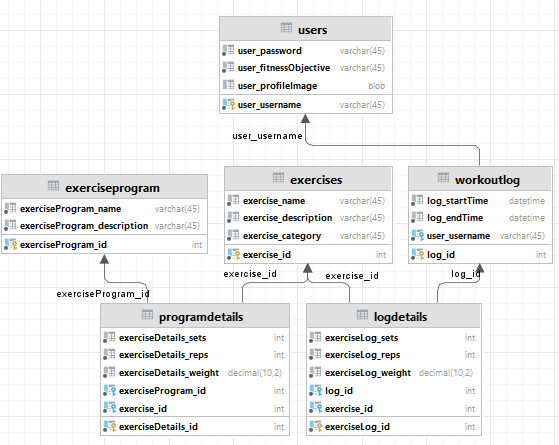 users
user_password varchar(45)
user_fitnessObjective varchar(45)
user_profileImage blob
user_username varchar(45)
user_username
exerciseprogram
exerciseProgram_name varchar(45)
exerciseProgram_description varchar(45)
exerciseProgram_id int
exercises
exercise_name varchar(45)
exercise_description varchar(45)
exercise_category varchar(45)
exercise_id int
workoutlog
log_startTime datetime
log_endTime datetime
user_username varchar(45)
log_id int
exerciseProgram_id
exercise_id
exercise_id
log_id
programdetails
exerciseDetails_sets int
exerciseDetails_reps int
exerciseDetails_weight decimal(10,2)
exerciseProgram_id int
exercise_id int
exerciseDetails_id int
logdetails
exerciseLog_sets int
exerciseLog_reps int
exerciseLog_weight decimal(10,2)
log_id int
exercise_id int
exerciseLog_id int